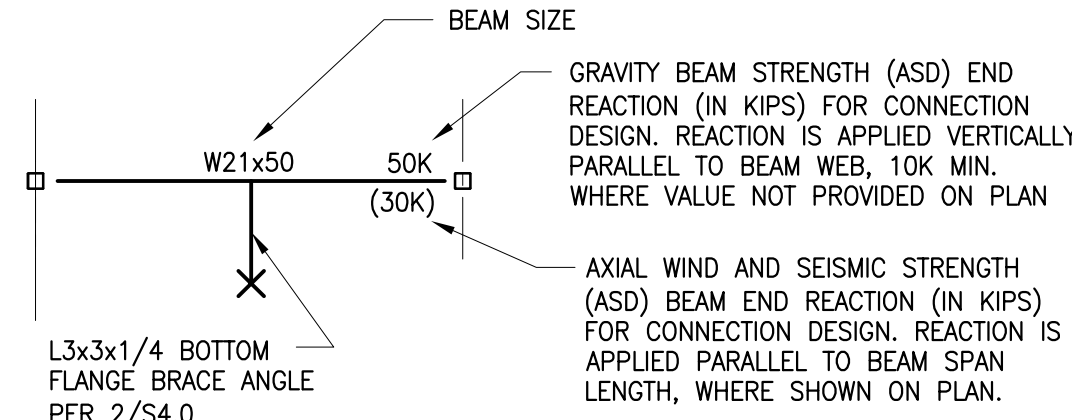 BEAM SIZE
GRAVITY BEAM STRENGTH (ASD) END
REACTION (IN KIPS) FOR CONNECTION
DESIGN. REACTION IS APPLIED VERTICALLY
PARALLEL TO BEAM WEB, 10K MIN.
WHERE VALUE NOT PROVIDED ON PLAN
W21x50
50K
(30K)
AXIAL WIND AND SEISMIC STRENGTH
(ASD) BEAM END REACTION (IN KIPS)
FOR CONNECTION DESIGN. REACTION IS
APPLIED PARALLEL TO BEAM SPAN
LENGTH, WHERE SHOWN ON PLAN.
L3x3x1/4 BOTTOM
FLANGE BRACE ANGLE
PER 2/S4.0